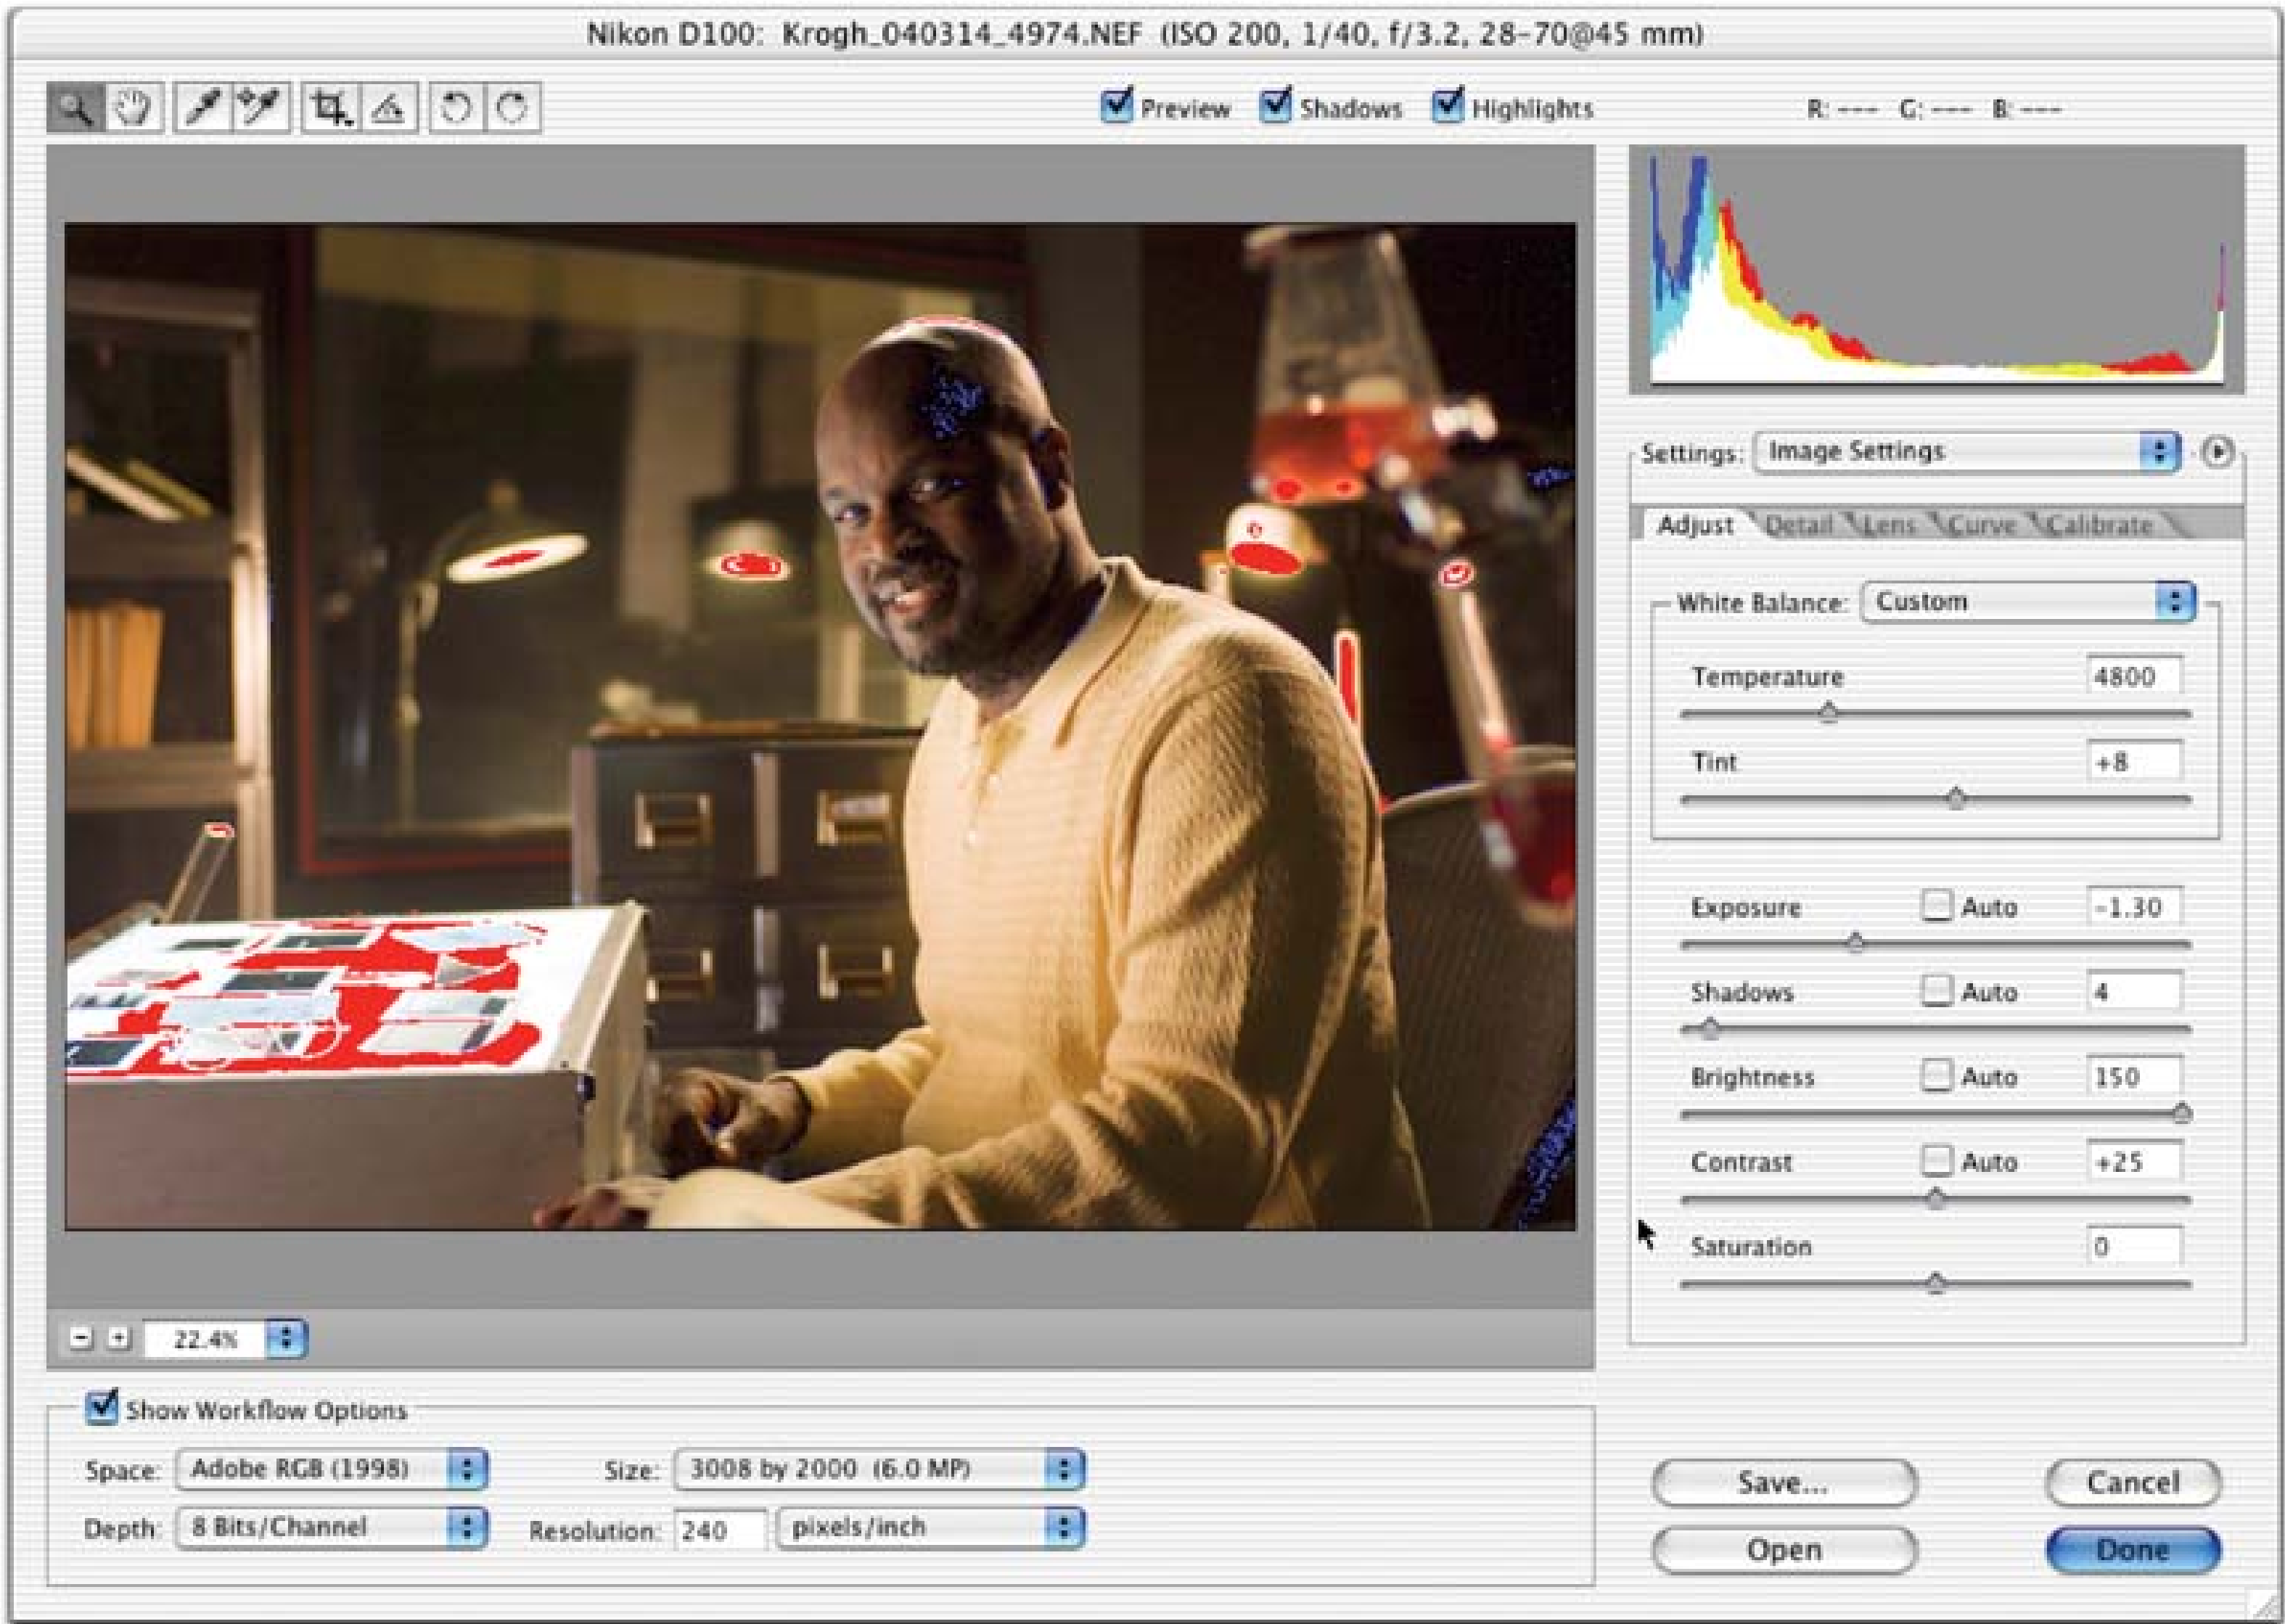 Nikon D100: Krogh_040314_4974.NEF (ISO 200, 1/40, f/3.2, 28-70@45 mm)
Preview Shadows Highlights R: --- G: --- B: ---
Settings: Image Settings
Adjust Detail Lens Curve Calibrate
White Balance: Custom
Temperature 4800
Tint +8
Exposure Auto -1.30
Shadows Auto 4
Brightness Auto 150
Contrast Auto +25
Saturation 0
22.4%
Show Workflow Options
Space: Adobe RGB (1998) Size: 3008 by 2000 (6.0 MP)
Depth: 8 Bits/Channel Resolution: 240 pixels/inch
Save... Cancel
Open Done